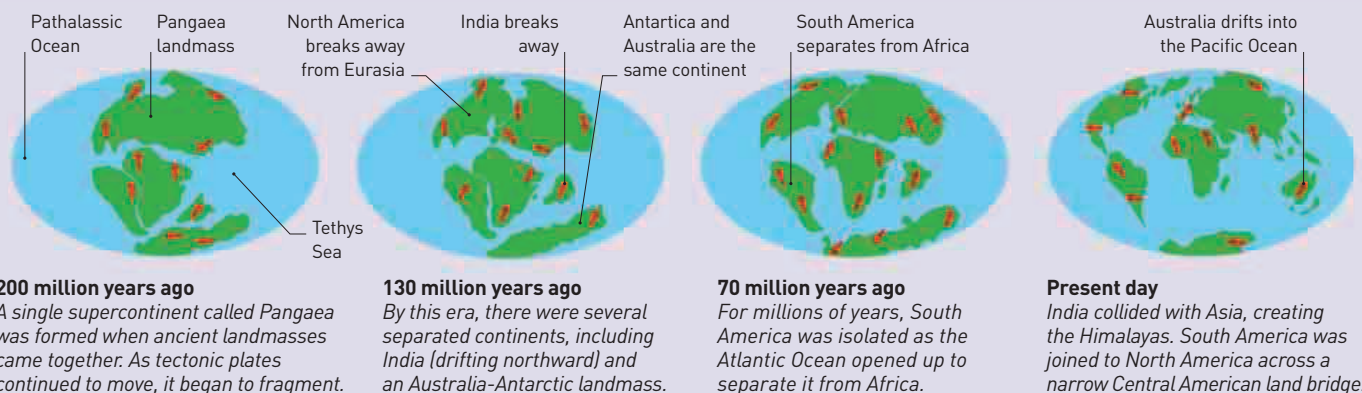 Pathalassic
Ocean
Pangaea
landmass
North America
breaks away
from Eurasia
India breaks
away
Antartica and
Australia are the
same continent
South America
separates from Africa
Australia drifts into
the Pacific Ocean
Tethys
Sea
200 million years ago
A single supercontinent called Pangaea
was formed when ancient landmasses
came together. As tectonic plates
continued to move, it began to fragment.
130 million years ago
By this era, there were several
separated continents, including
India (drifting northward) and
an Australia-Antarctic landmass.
70 million years ago
For millions of years, South
America was isolated as the
Atlantic Ocean opened up to
separate it from Africa.
Present day
India collided with Asia, creating
the Himalayas. South America was
joined to North America across a
narrow Central American land bridge.